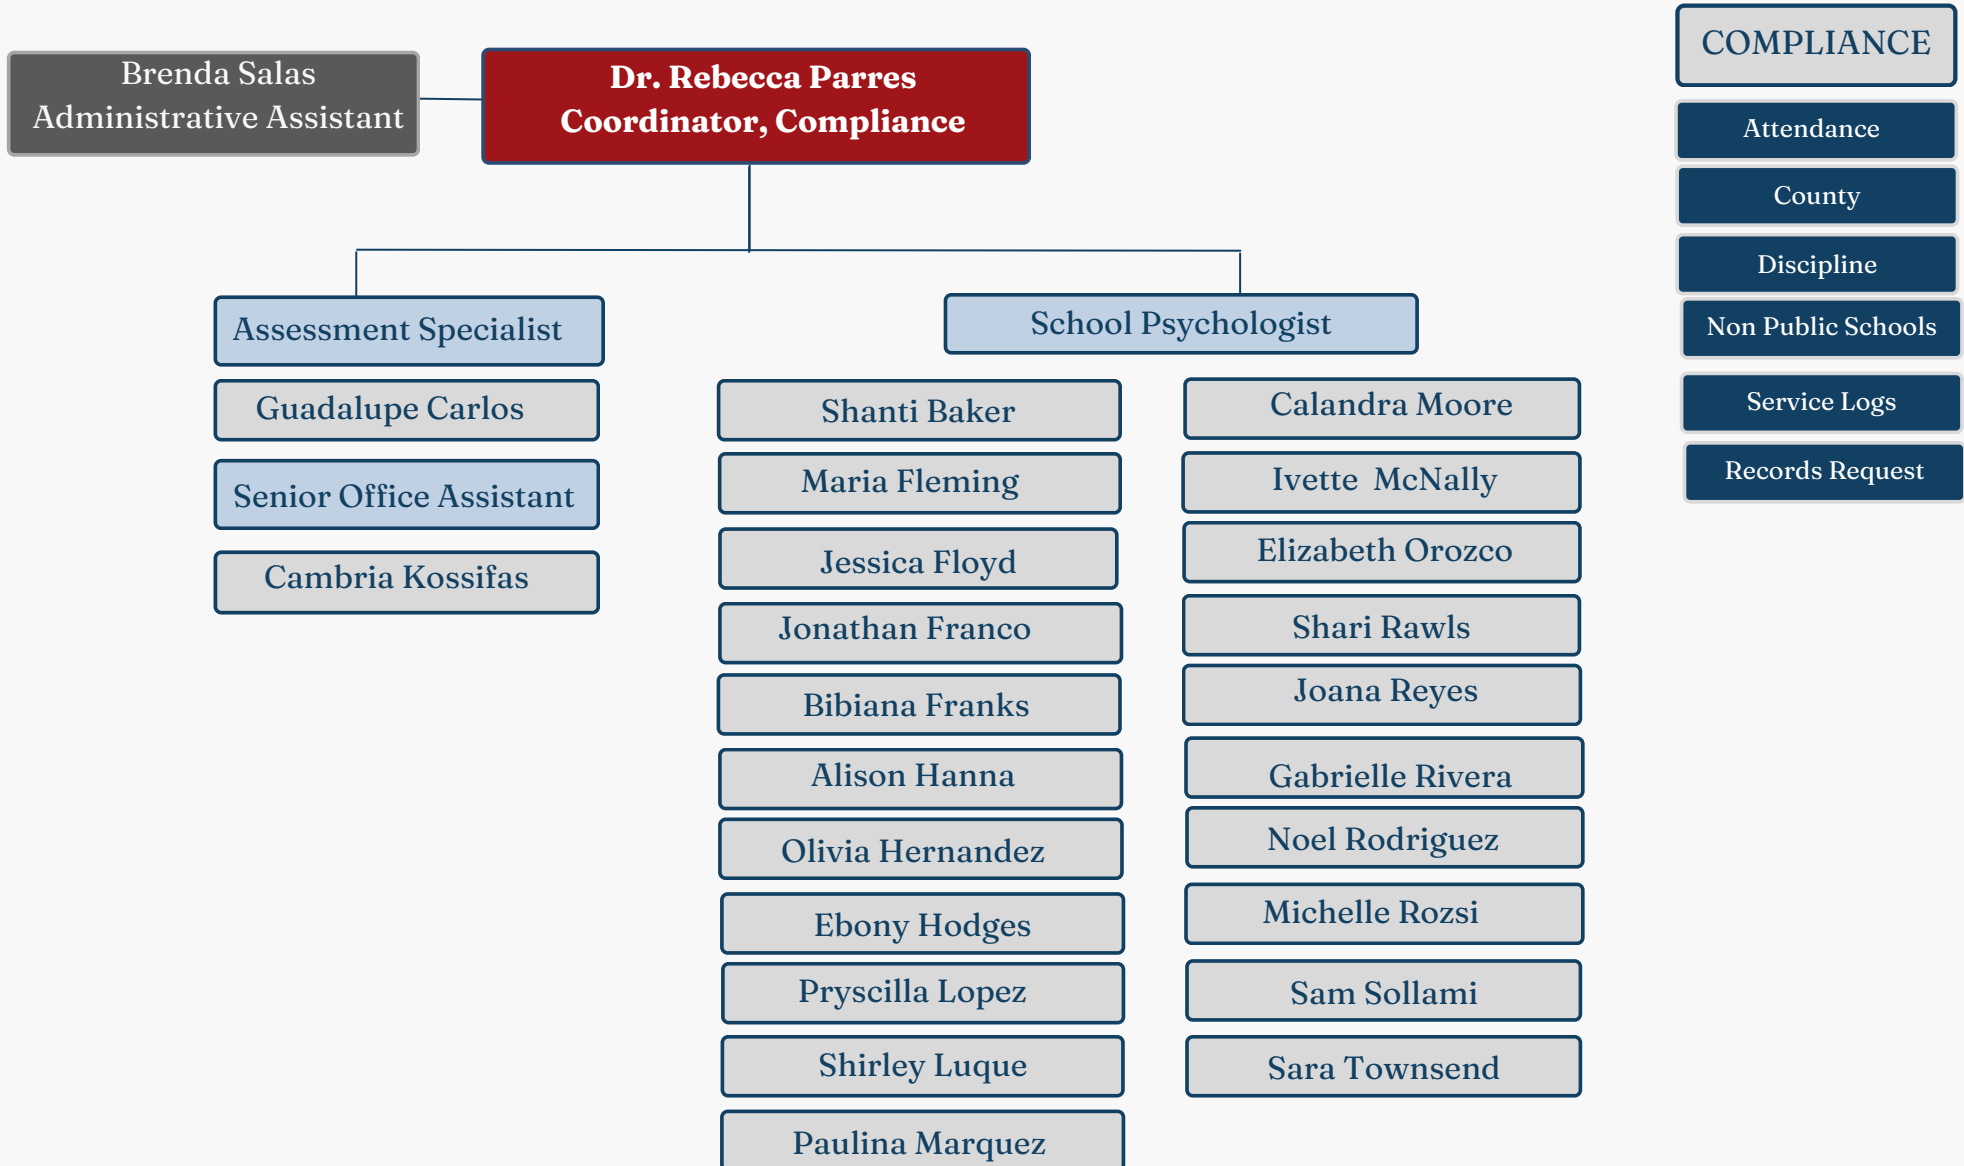 Brenda Salas
Administrative Assistant
Dr. Rebecca Parres
Coordinator, Compliance
Assessment Specialist
Guadalupe Carlos
Senior Office Assistant
Cambria Kossifas
School Psychologist
Shanti Baker
Maria Fleming
Jessica Floyd
Jonathan Franco
Bibiana Franks
Alison Hanna
Olivia Hernandez
Ebony Hodges
Pryscilla Lopez
Shirley Luque
Paulina Marquez
Calandra Moore
Ivette McNally
Elizabeth Orozco
Shari Rawls
Joana Reyes
Gabrielle Rivera
Noel Rodriguez
Michelle Rozsi
Sam Sollami
Sara Townsend
COMPLIANCE
Attendance
County
Discipline
Non Public Schools
Service Logs
Records Request